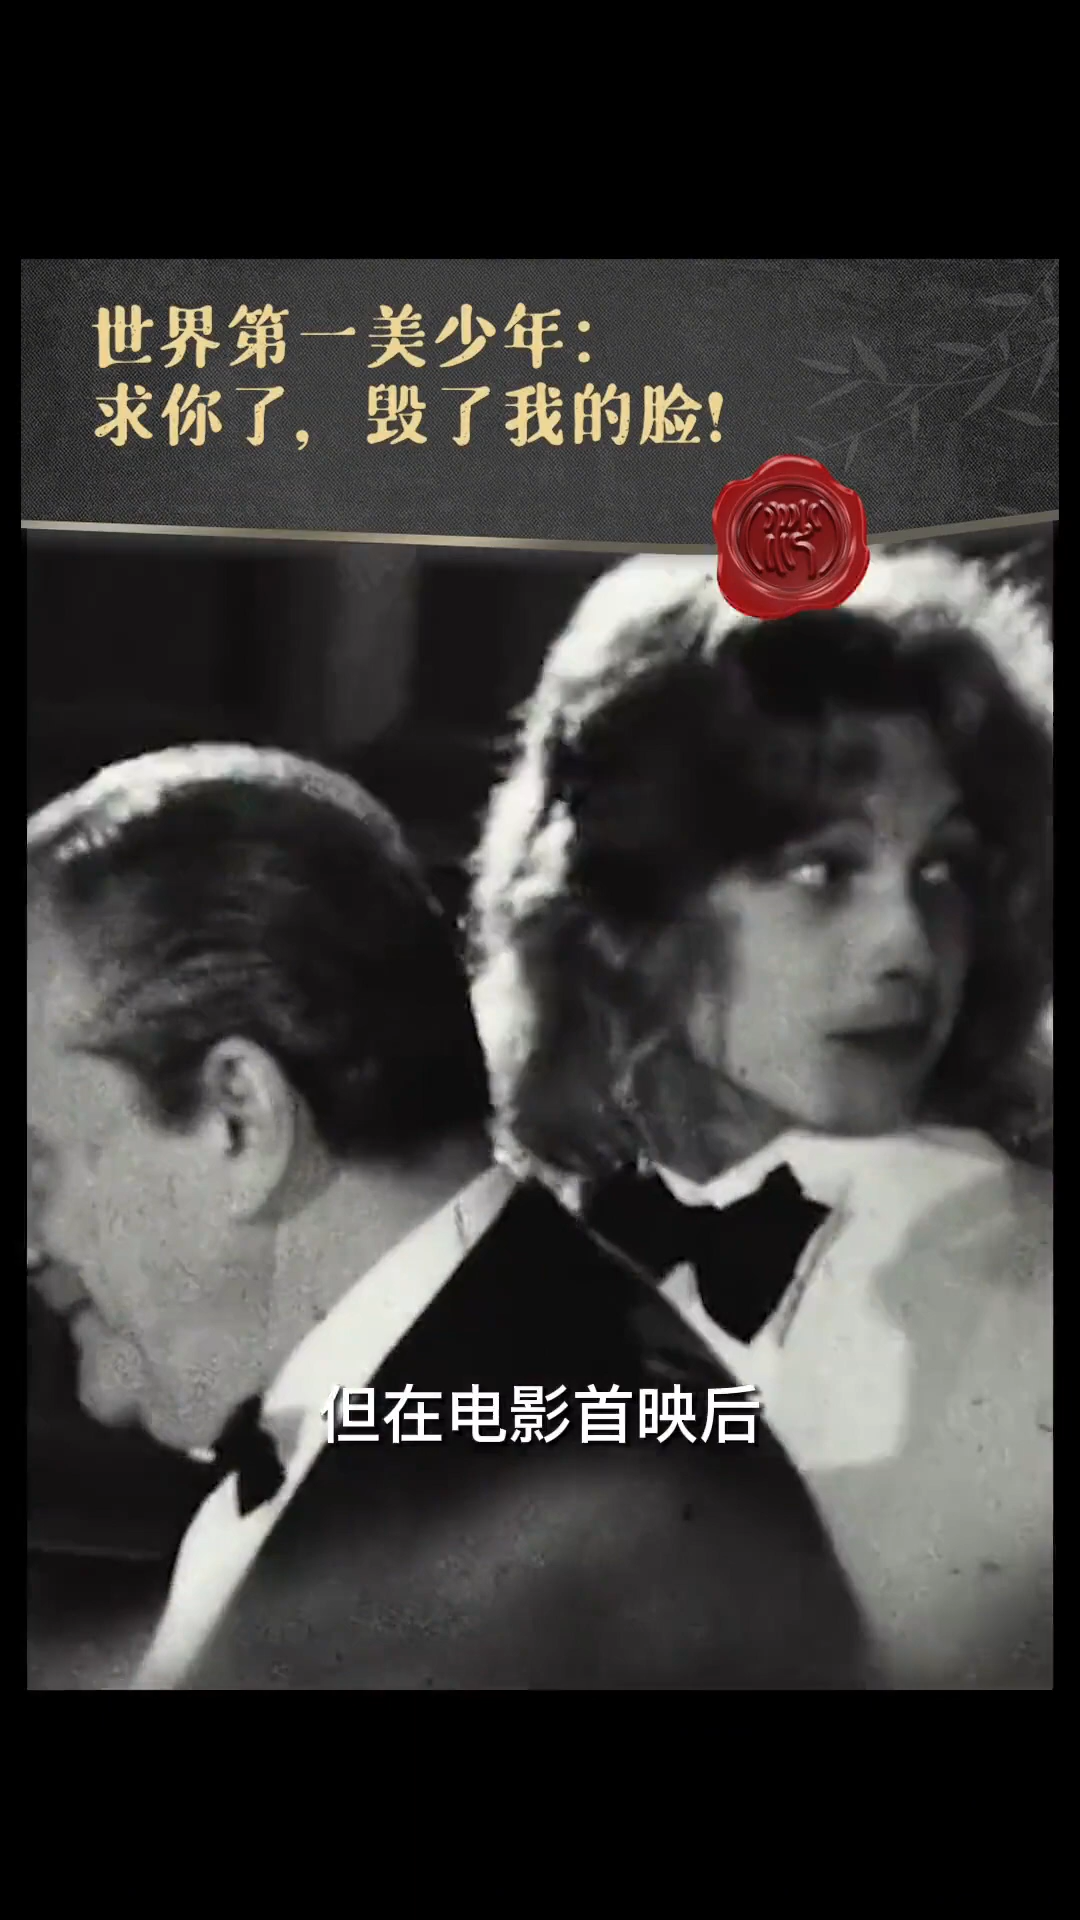 世界第一美少年：
求你了，毁了我的脸！
但在电影首映后